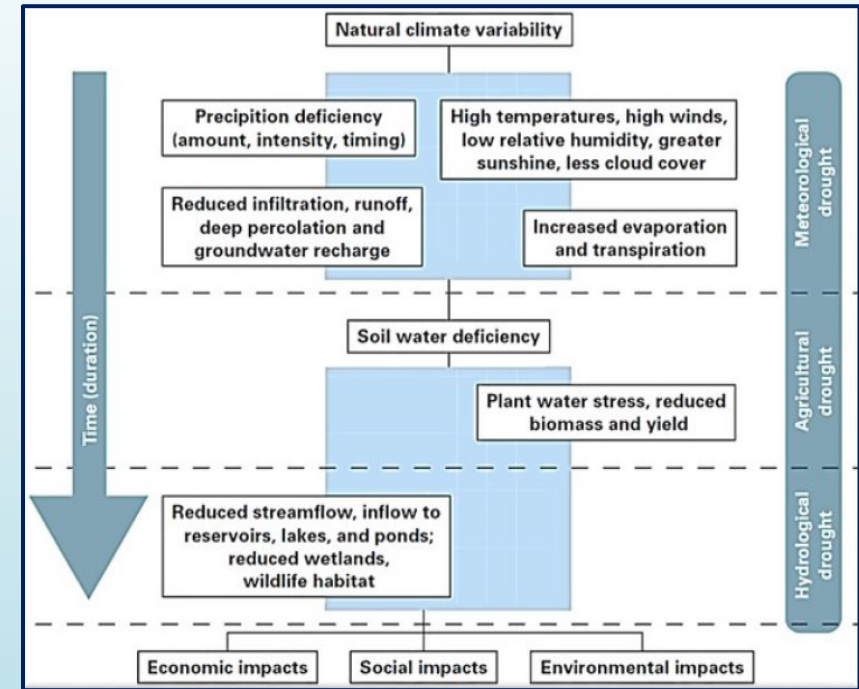 Natural climate variability
Precipition deficiency
(amount, intensity, timing)
High temperatures, high winds,
low relative humidity, greater
sunshine, less cloud cover
Reduced infiltration, runoff,
deep percolation and
groundwater recharge
Increased evaporation
and transpiration
Meteorological
drought
Time (duration)
Soil water deficiency
Plant water stress, reduced
biomass and yield
Agricultural
drought
Reduced streamflow, inflow to
reservoirs, lakes, and ponds;
reduced wetlands,
wildlife habitat
Hydrological
drought
Economic impacts
Social impacts
Environmental impacts